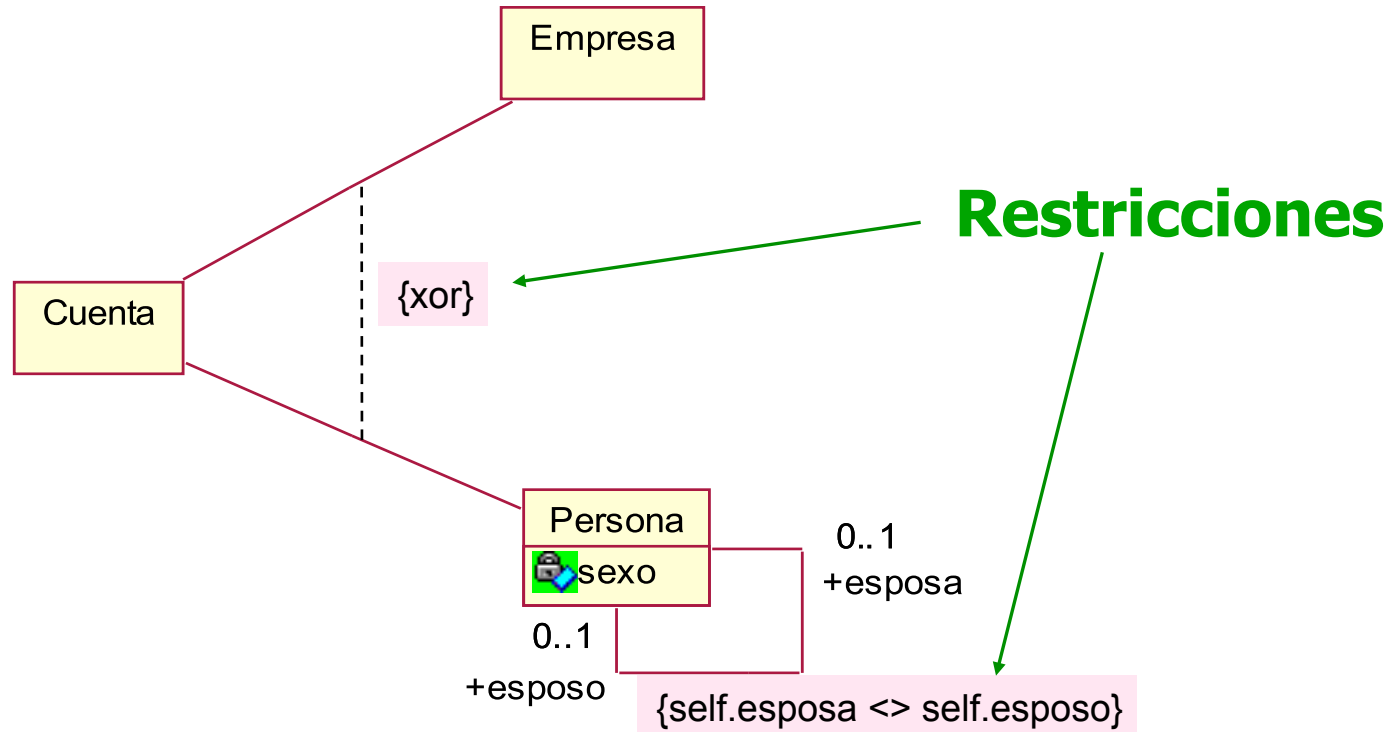 Empresa
Restricciones
{xor}
Cuenta
Persona
0..1
sexo
+esposa
0..1
+esposo
{self.esposa <> self.esposo}